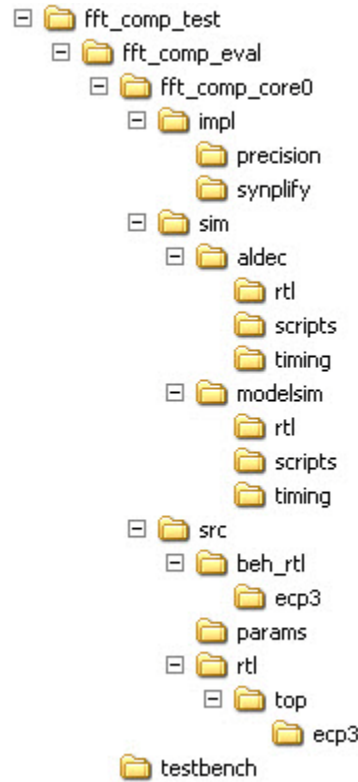 fft_comp_test
fft_comp_eval
fft_comp_core0
impl
precision
synplify
sim
aldec
rtl
scripts
timing
modelsim
rtl
scripts
timing
src
beh_rtl
ecp3
params
rtl
top
ecp3
testbench